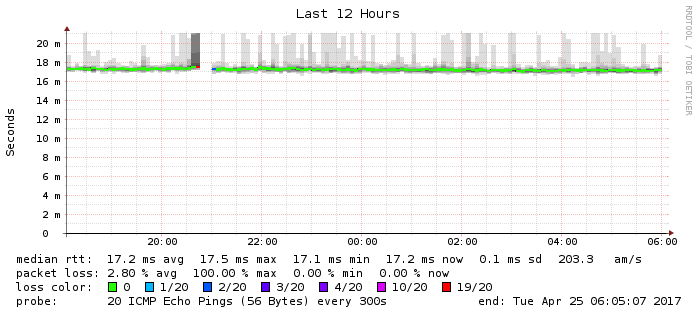 Last 12 Hours
RRDTOOL / TOBI OETIKER
Seconds
20 m
18 m
16 m
14 m
12 m
10 m
8 m
6 m
4 m
2 m
0
20:00 22:00 00:00 02:00 04:00 06:00
median rtt: 17.2 ms avg 17.5 ms max 17.1 ms min 17.2 ms now 0.1 ms sd 203.3 am/s
packet loss: 2.80 % avg 100.00 % max 0.00 % min 0.00 % now
loss color: 0 1/20 2/20 3/20 4/20 10/20 19/20
probe: 20 ICMP Echo Pings (56 Bytes) every 300s end: Tue Apr 25 06:05:07 2017